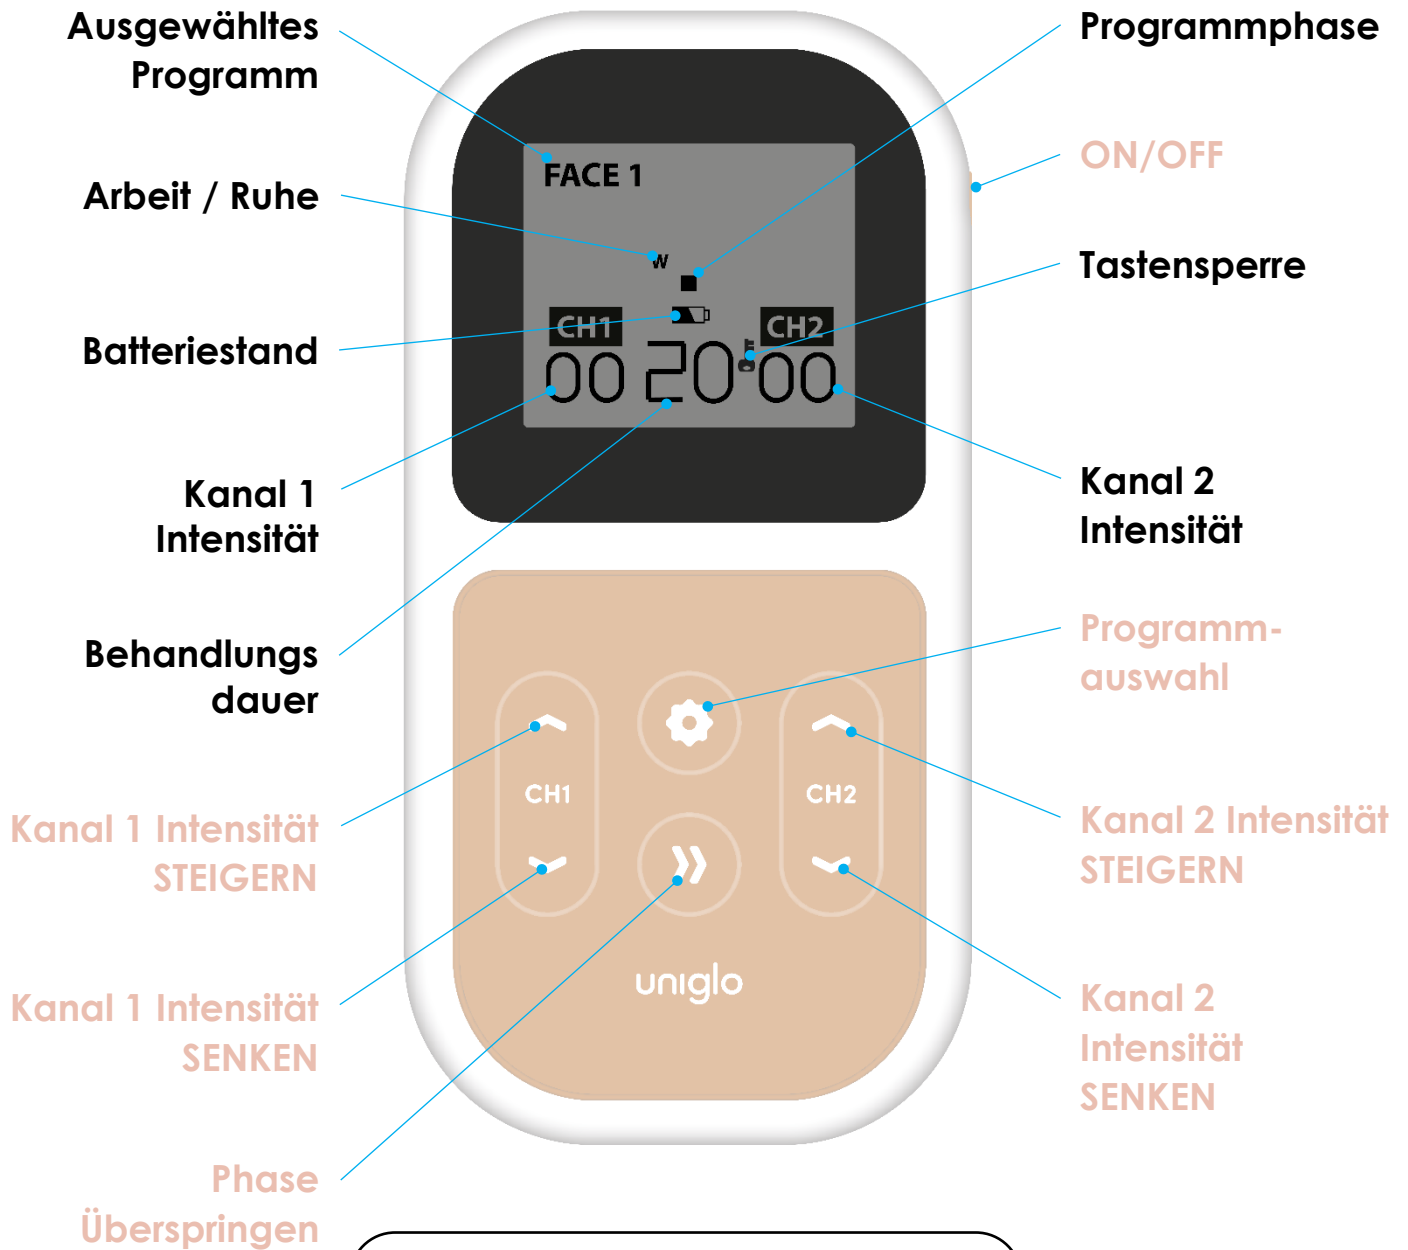 Ausgewähltes
Programm
Arbeit / Ruhe
Batteriestand
Kanal 1
Intensität
Behandlungs
dauer
Kanal 1 Intensität
STEIGERN
Kanal 1 Intensität
SENKEN
Phase
Überspringen
FACE 1
W
CH1
CH2
00
20
00
CH1
CH2
uniglo
Programmphase
ON/OFF
Tastensperre
Kanal 2
Intensität
Programm-
auswahl
Kanal 2 Intensität
STEIGERN
Kanal 2
Intensität
SENKEN